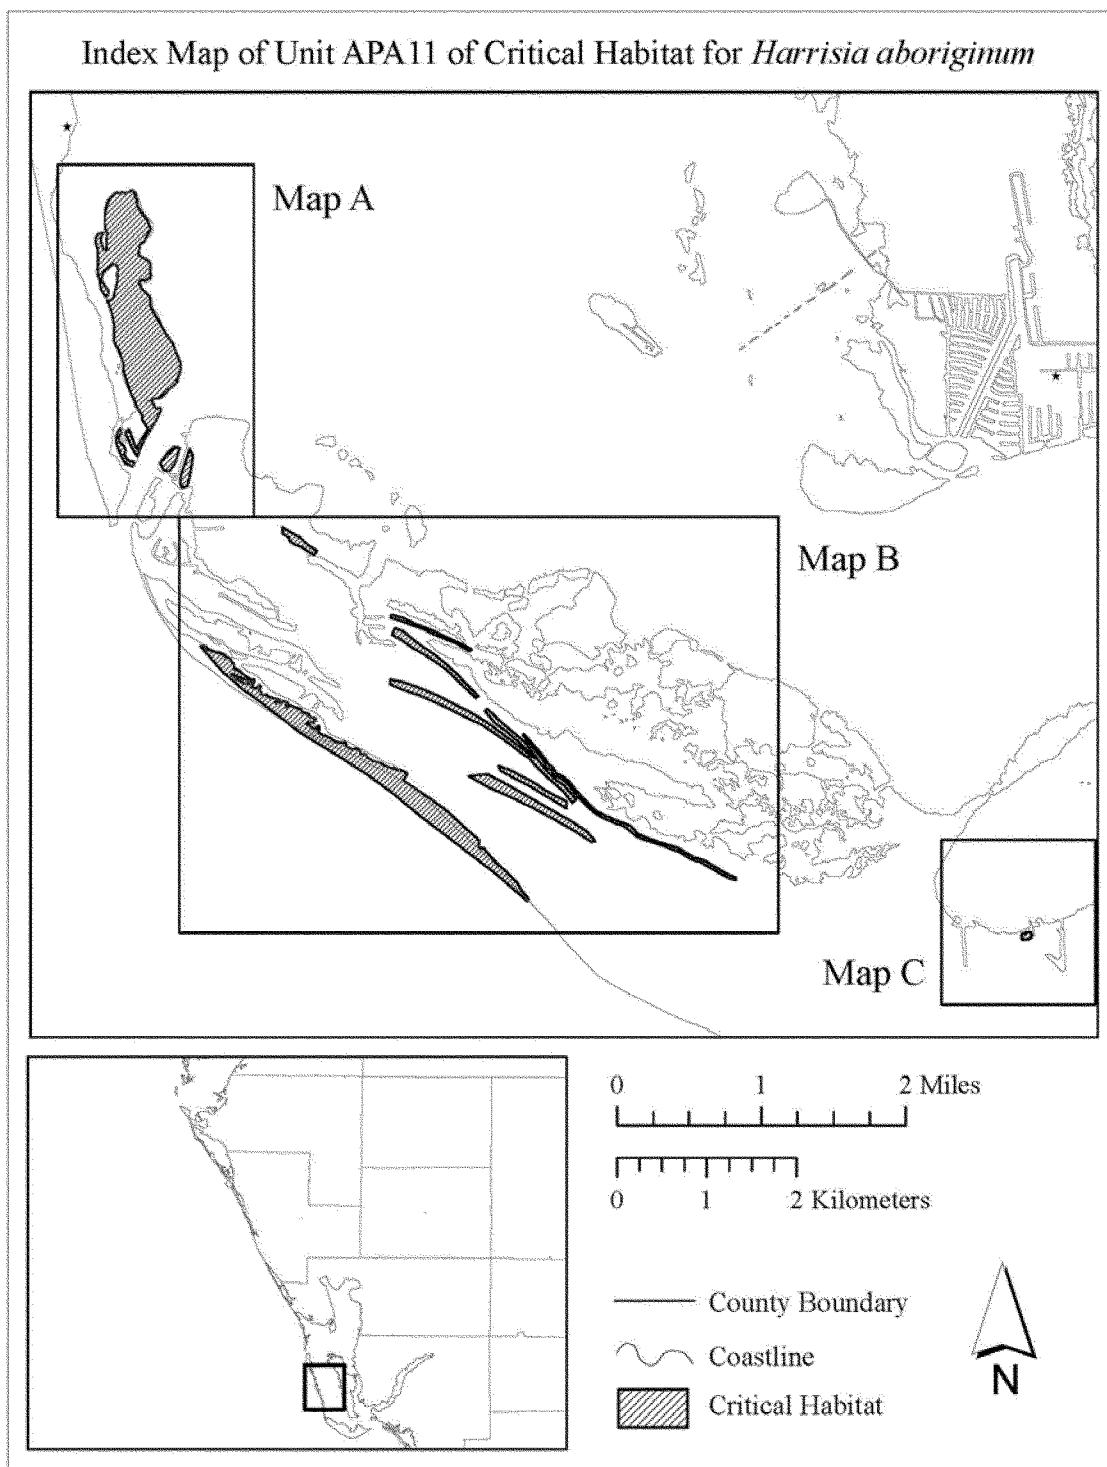 Index Map of Unit APA11 of Critical Habitat for Harrisia aboriginum
Map A
Map B
Map C
0 1 2 Miles
0 1 2 Kilometers
County Boundary
Coastline
Critical Habitat
N